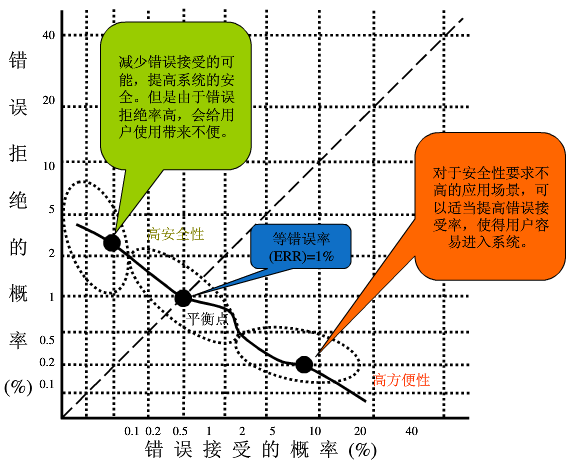 错误拒绝的概率(%)
40
20
10
5
2
1
0.5
0.2
0.1
减少错误接受的可
能，提高系统的安
全。但是由于错误
拒绝率高，会给用
户使用带来不便。
对于安全性要求不
高的应用场景，可
以适当提高错误接
受率，使得用户容
易进入系统。
高安全性
等错误率
(ERR)=1%
平衡点
高方便性
0.1 0.2 0.5 1 2 5 10 20 40
错误接受的概率(%)